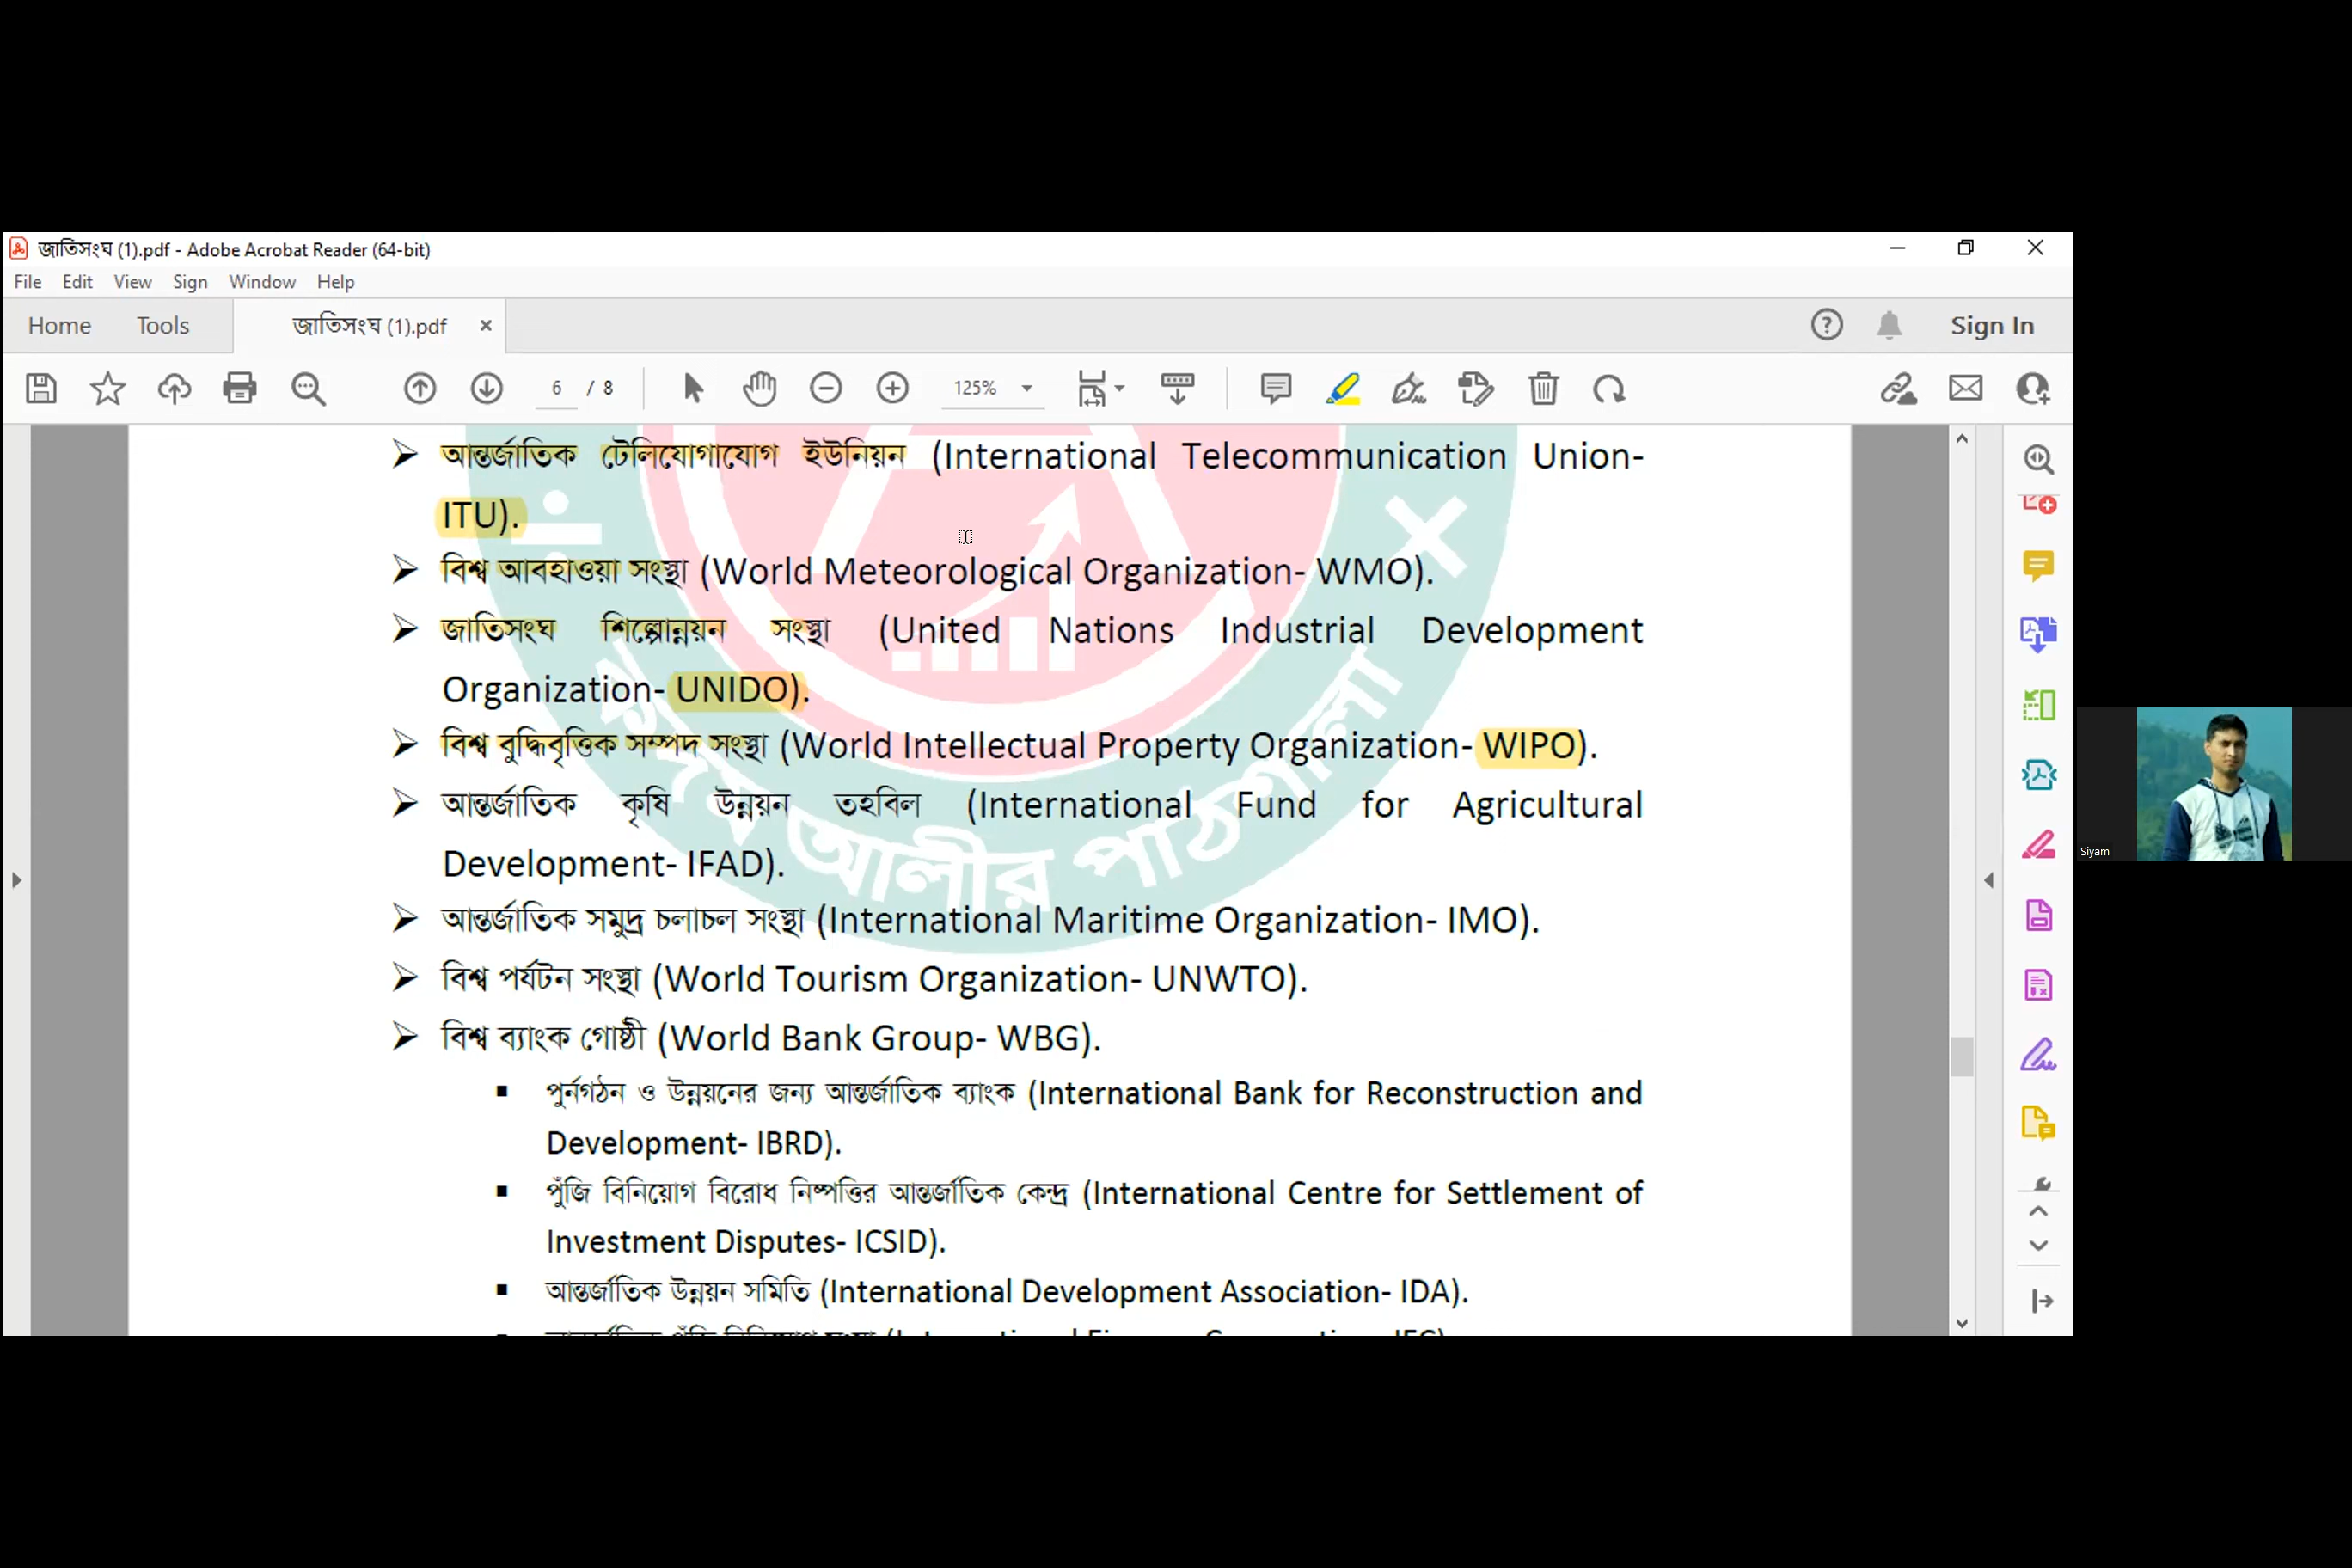 জাতিসংঘ (1).pdf - Adobe Acrobat Reader (64-bit)
File Edit View Sign Window Help
Home Tools জাতিসংঘ (1).pdf × Sign In
6 / 8 125%
➢ আন্তর্জাতিক টেলিযোগাযোগ ইউনিয়ন (International Telecommunication Union-
ITU).
➢ বিশ্ব আবহাওয়া সংস্থা (World Meteorological Organization- WMO).
➢ জাতিসংঘ শিল্পোন্নয়ন সংস্থা (United Nations Industrial Development
Organization- UNIDO).
➢ বিশ্ব বুদ্ধিবৃত্তিক সম্পদ সংস্থা (World Intellectual Property Organization- WIPO).
➢ আন্তর্জাতিক কৃষি উন্নয়ন তহবিল (International Fund for Agricultural
Development- IFAD).
➢ আন্তর্জাতিক সমুদ্র চলাচল সংস্থা (International Maritime Organization- IMO).
➢ বিশ্ব পর্যটন সংস্থা (World Tourism Organization- UNWTO).
➢ বিশ্ব ব্যাংক গোষ্ঠী (World Bank Group- WBG).
▪ পুর্নগঠন ও উন্নয়নের জন্য আন্তর্জাতিক ব্যাংক (International Bank for Reconstruction and
Development- IBRD).
▪ পুঁজি বিনিয়োগ বিরোধ নিষ্পত্তির আন্তর্জাতিক কেন্দ্র (International Centre for Settlement of
Investment Disputes- ICSID).
▪ আন্তর্জাতিক উন্নয়ন সমিতি (International Development Association- IDA).
আলীর পাঠশালা
Siyam